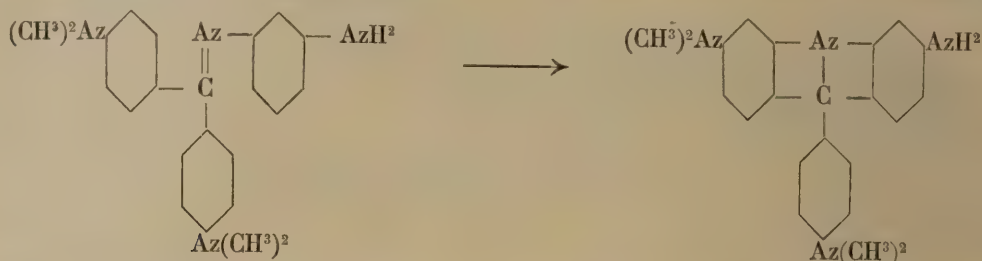 (CH³)²Az Az AzH² (CH³)²Az Az AzH²
C C
Az(CH³)² Az(CH³)²